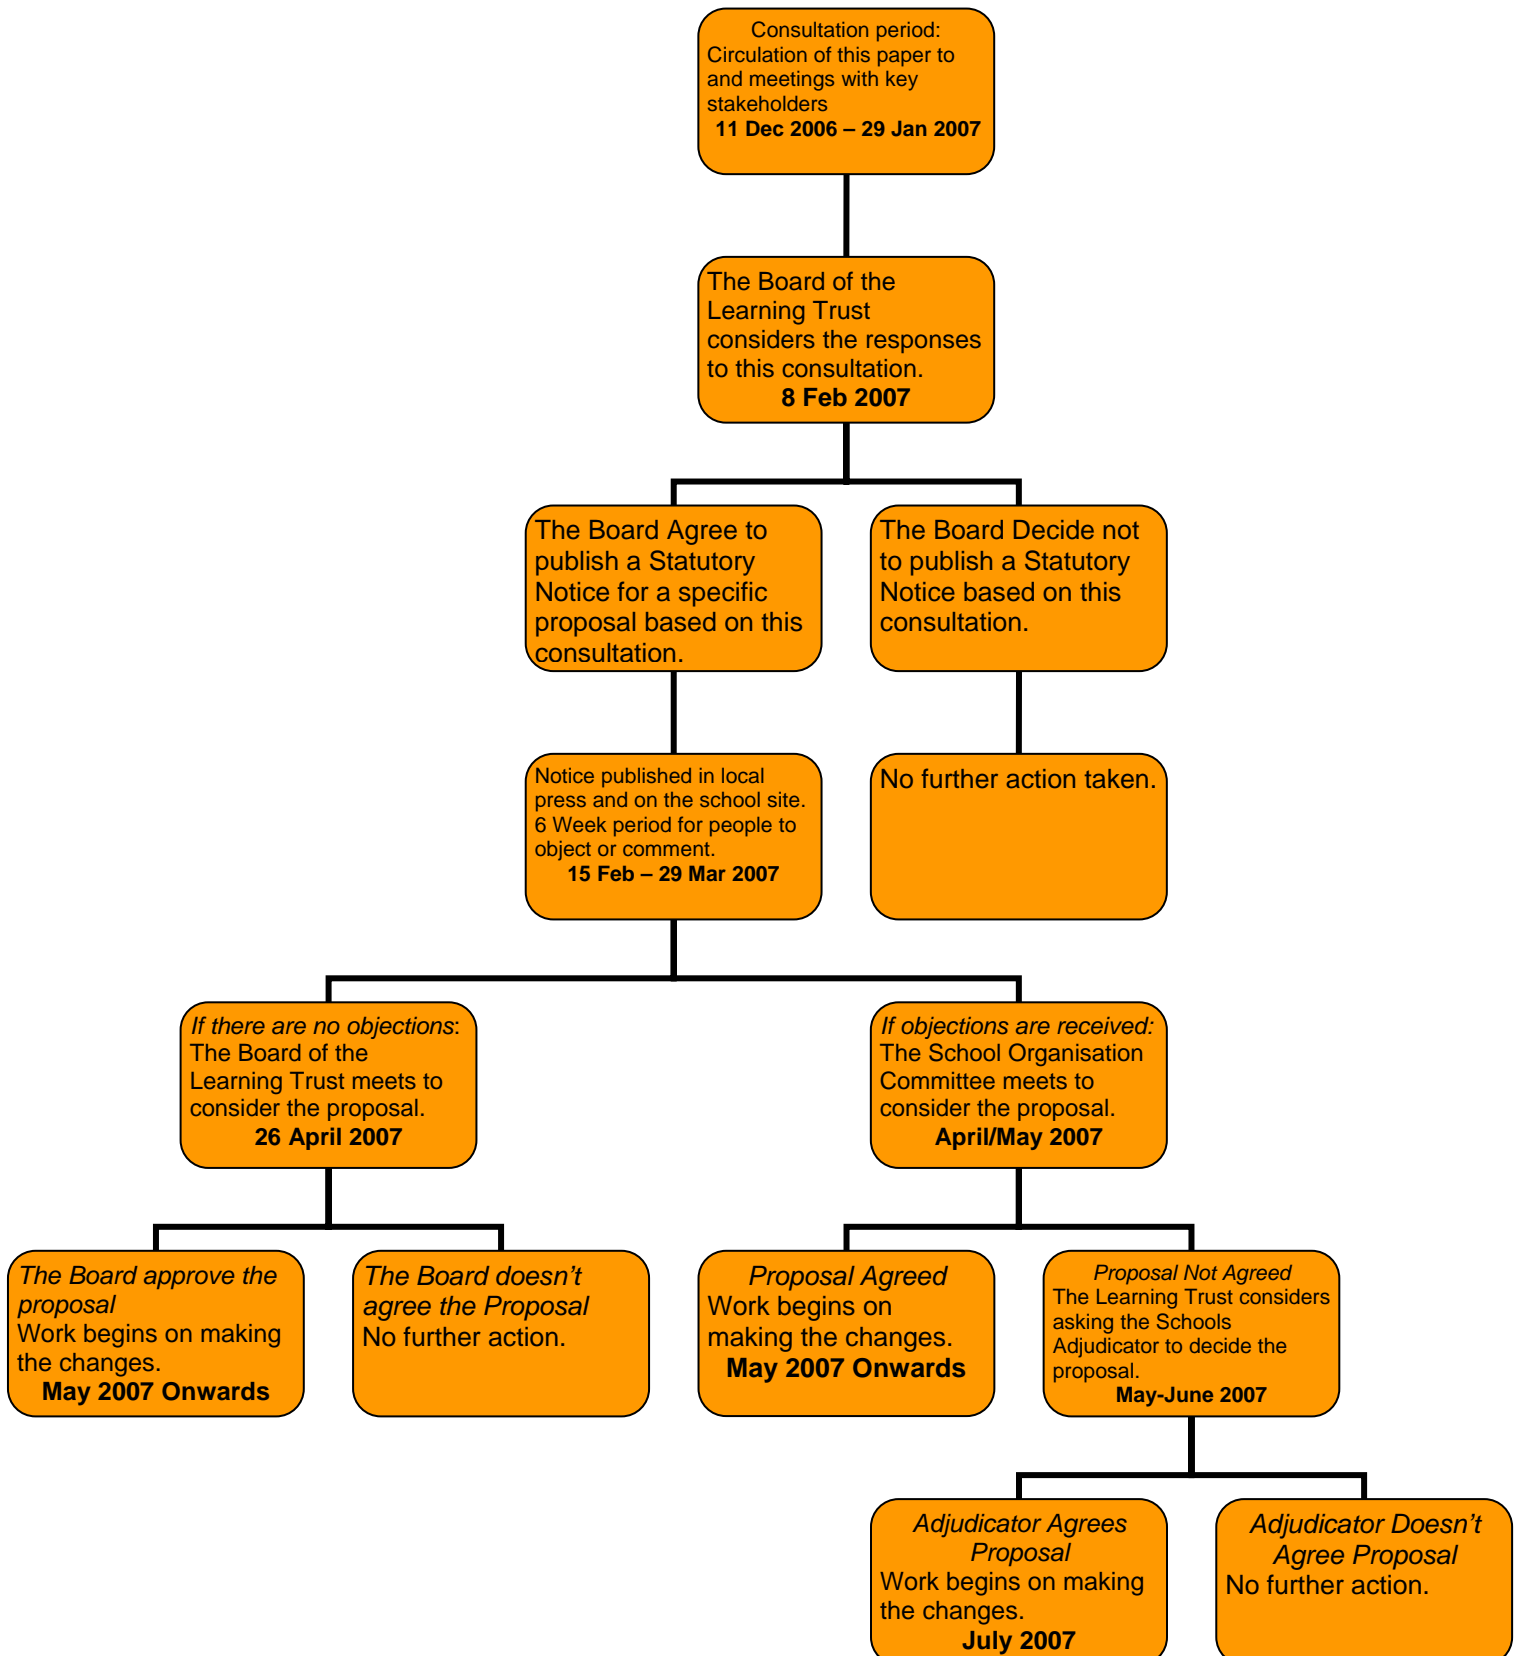 Consultation period:
Circulation of this paper to
and meetings with key
stakeholders
11 Dec 2006 – 29 Jan 2007
The Board of the
Learning Trust
considers the responses
to this consultation.
8 Feb 2007
The Board Agree to
publish a Statutory
Notice for a specific
proposal based on this
consultation.
The Board Decide not
to publish a Statutory
Notice based on this
consultation.
Notice published in local
press and on the school site.
6 Week period for people to
object or comment.
15 Feb – 29 Mar 2007
No further action taken.
If there are no objections:
The Board of the
Learning Trust meets to
consider the proposal.
26 April 2007
If objections are received:
The School Organisation
Committee meets to
consider the proposal.
April/May 2007
The Board approve the
proposal
Work begins on making
the changes.
May 2007 Onwards
The Board doesn't
agree the Proposal
No further action.
Proposal Agreed
Work begins on
making the changes.
May 2007 Onwards
Proposal Not Agreed
The Learning Trust considers
asking the Schools
Adjudicator to decide the
proposal.
May-June 2007
Adjudicator Agrees
Proposal
Work begins on making
the changes.
July 2007
Adjudicator Doesn't
Agree Proposal
No further action.